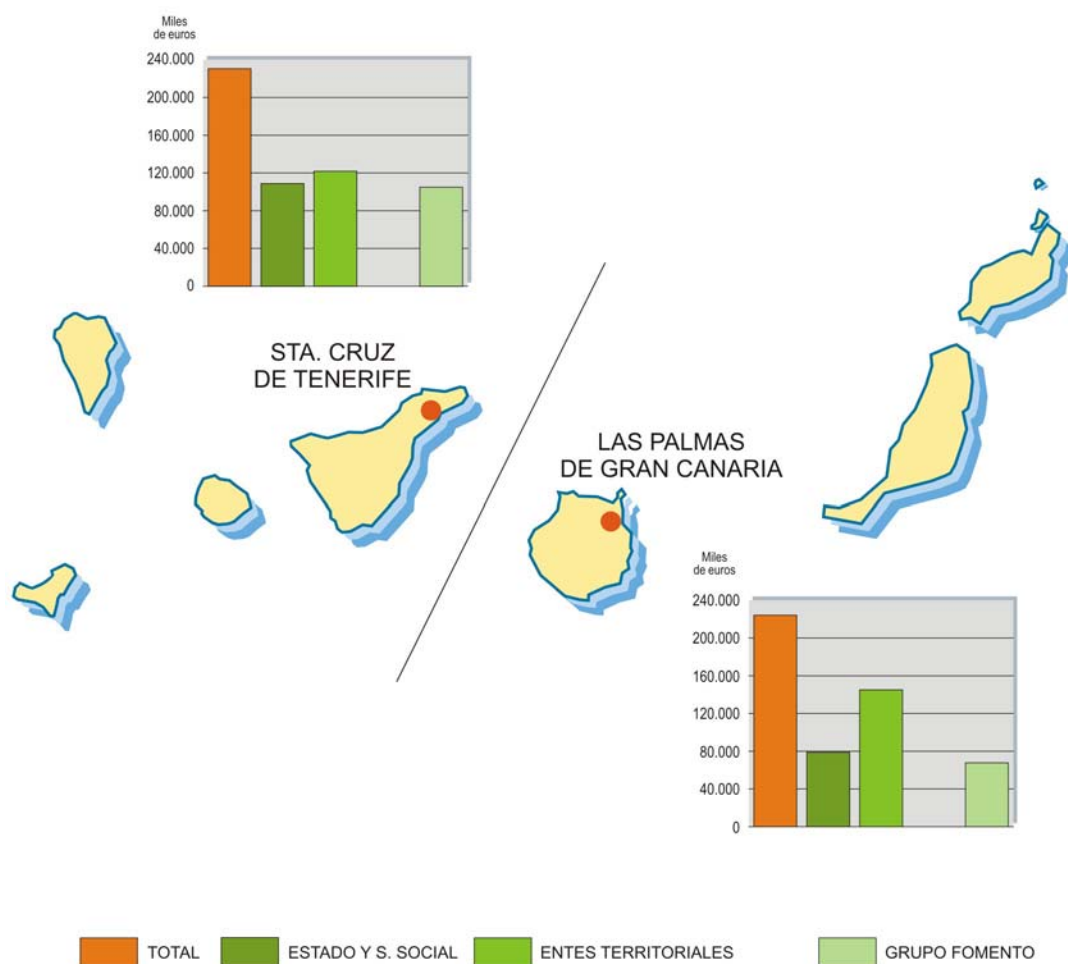 Miles
de euros
240.000
200.000
160.000
120.000
80.000
40.000
0
STA. CRUZ
DE TENERIFE
LAS PALMAS
DE GRAN CANARIA
Miles
de euros
240.000
200.000
160.000
120.000
80.000
40.000
0
TOTAL
ESTADO Y S. SOCIAL
ENTES TERRITORIALES
GRUPO FOMENTO